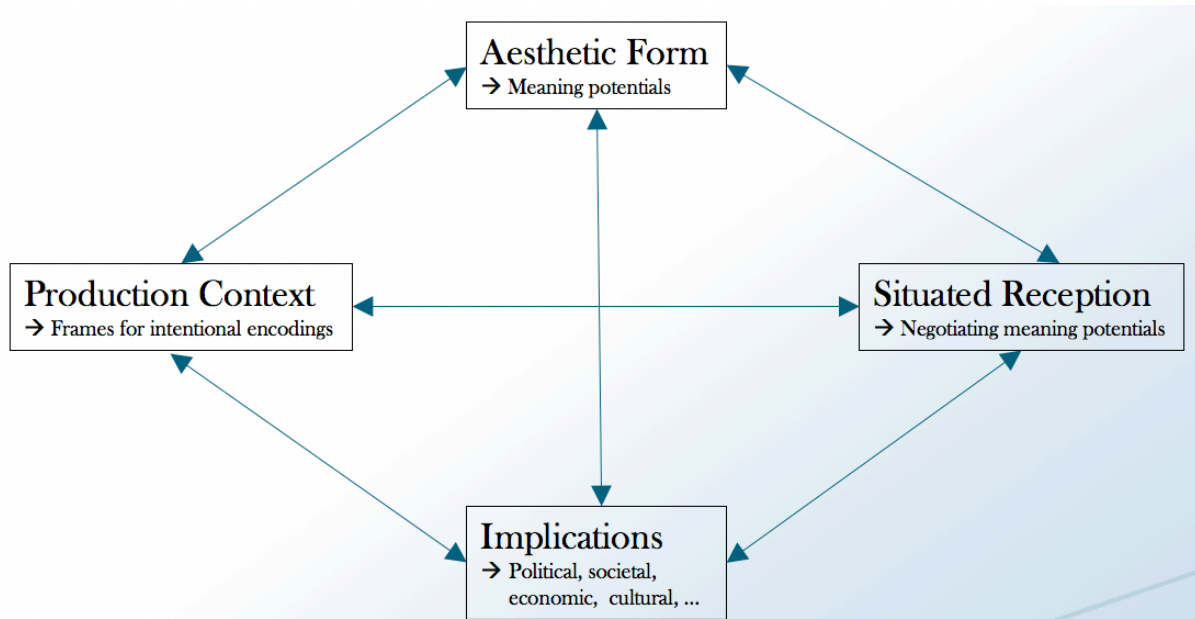 Aesthetic Form
→ Meaning potentials
Production Context
→ Frames for intentional encodings
Situated Reception
→ Negotiating meaning potentials
Implications
→ Political, societal,
economic, cultural, ...